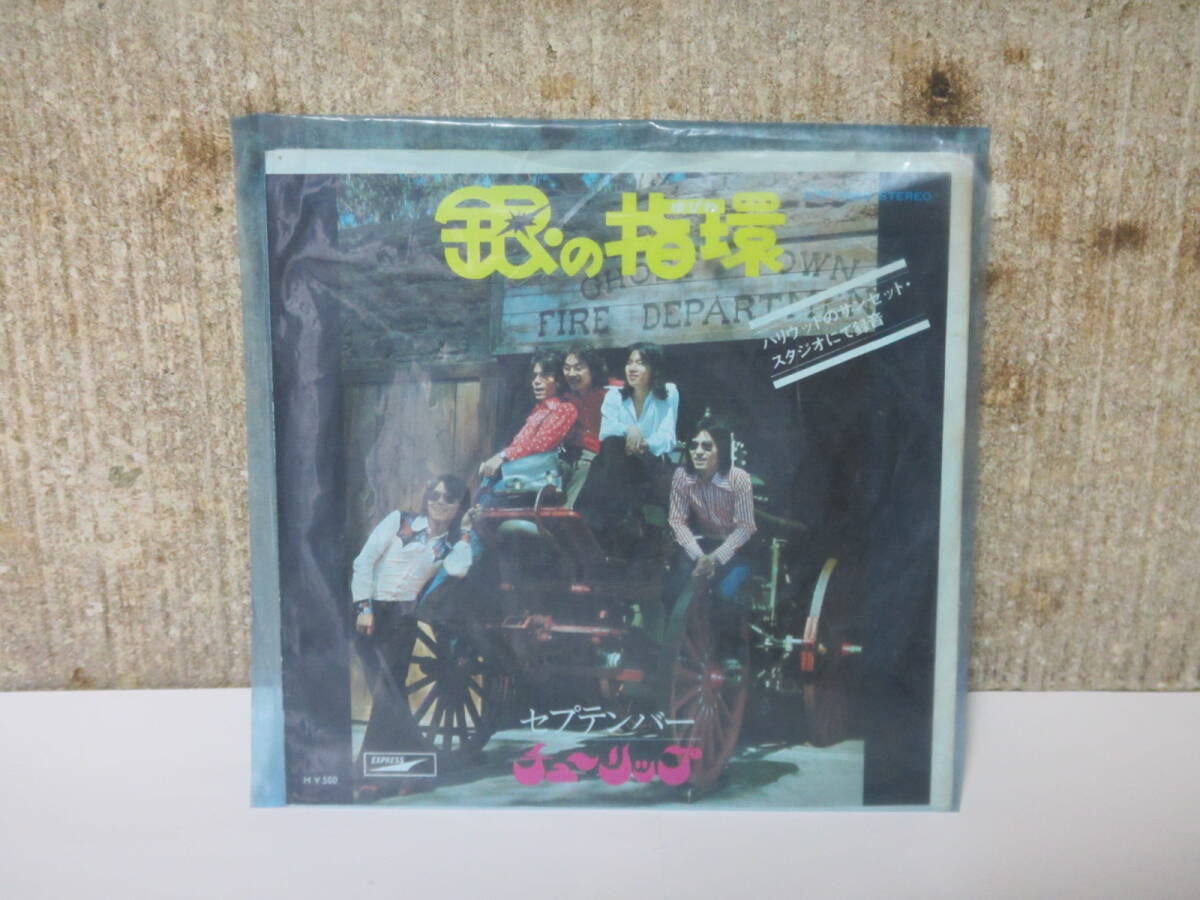 銀の指環
STEREO
GHOST TOWN
FIRE DEPARTMENT
ハリウッドのサンセット・
スタジオにて録音
セプテンバー
チューリップ
EXPRESS
H ¥500